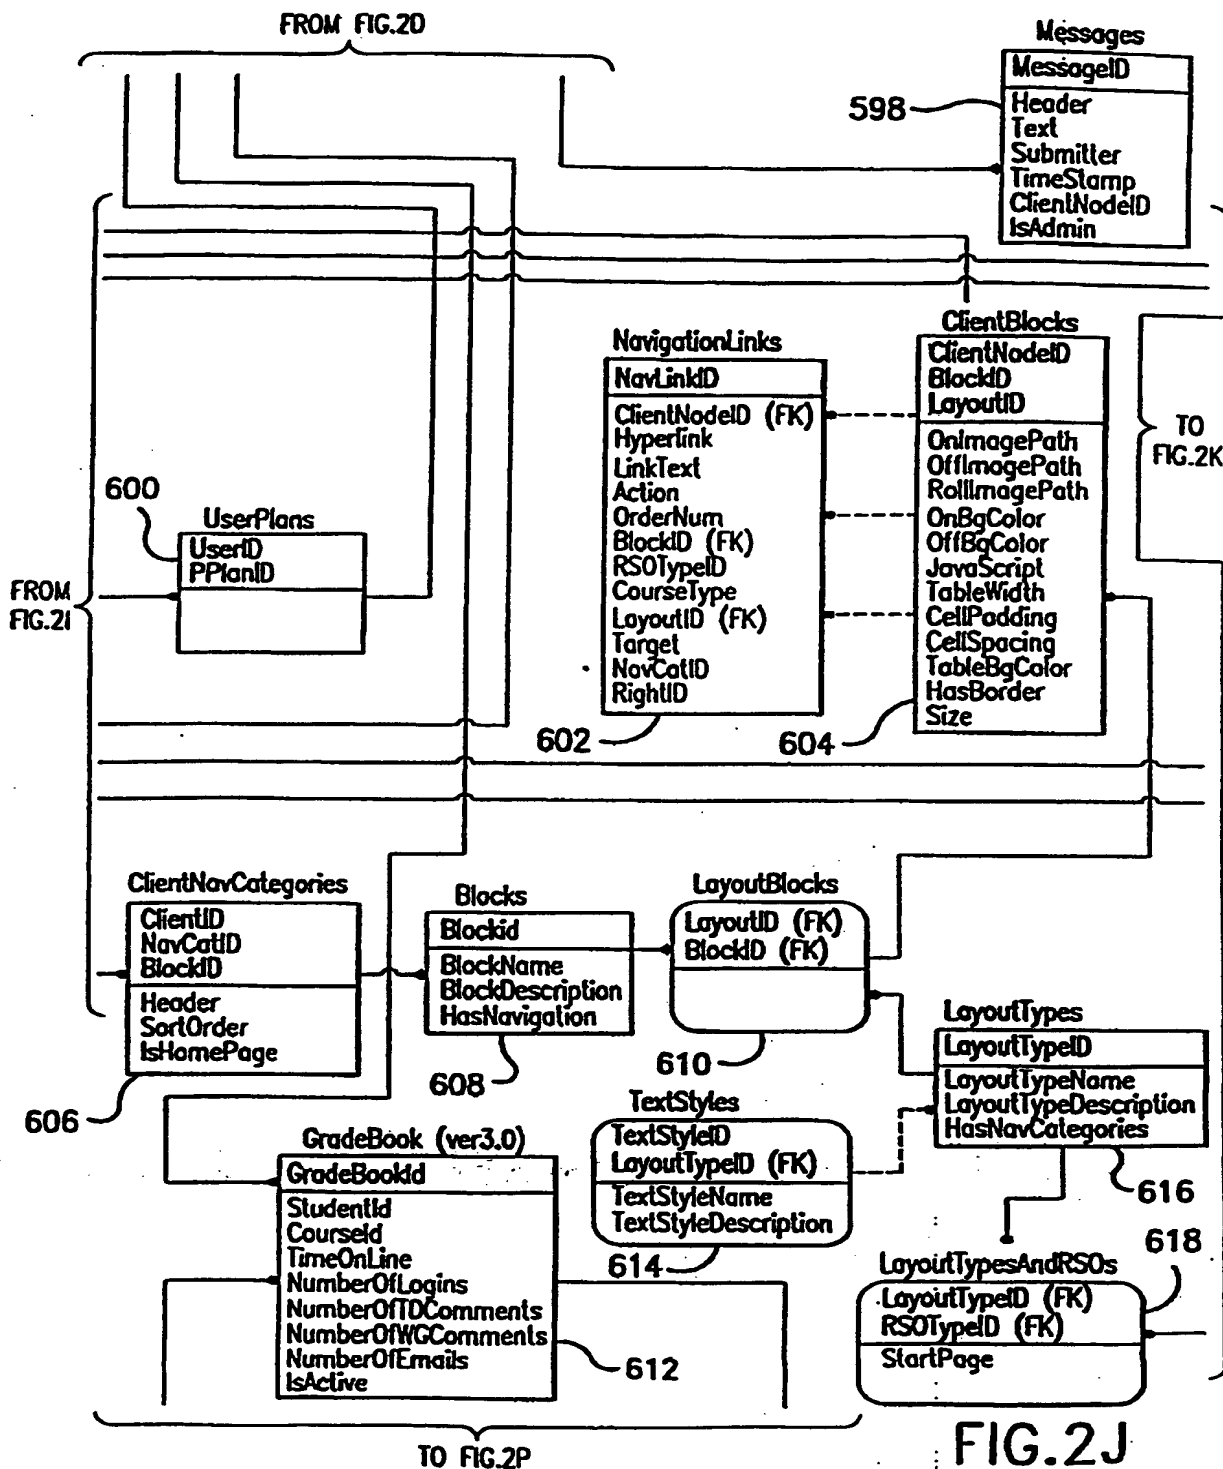 FROM FIG.2D
Messages
MessageID
598
Header
Text
Submitter
TimeStamp
ClientNodeID
IsAdmin
ClientBlocks
ClientNodeID
BlockID
LayoutID
OnImagePath
OffImagePath
RollImagePath
OnBgColor
OffBgColor
JavaScript
TableWidth
CellPadding
CellSpacing
TableBgColor
HasBorder
Size
604
NavigationLinks
NavLinkID
ClientNodeID (FK)
Hyperlink
LinkText
Action
OrderNum
BlockID (FK)
RSOTypeID
CourseType
LayoutID (FK)
Target
NavCatID
RightID
602
TO
FIG.2K
600
UserPlans
UserID
PPlanID
FROM
FIG.2I
ClientNavCategories
ClientID
NavCatID
BlockID
Header
SortOrder
IsHomePage
606
Blocks
Blockid
BlockName
BlockDescription
HasNavigation
608
LayoutBlocks
LayoutID (FK)
BlockID (FK)
610
LayoutTypes
LayoutTypeID
LayoutTypeName
LayoutTypeDescription
HasNavCategories
616
TextStyles
TextStyleID
LayoutTypeID (FK)
TextStyleName
TextStyleDescription
614
GradeBook (ver3.0)
GradeBookId
StudentId
CourseId
TimeOnLine
NumberOfLogins
NumberOfTDComments
NumberOfWGComments
NumberOfEmails
IsActive
612
618
LayoutTypesAndRSOs
LayoutTypeID (FK)
RSOTypeID (FK)
StartPage
TO FIG.2P
FIG.2J